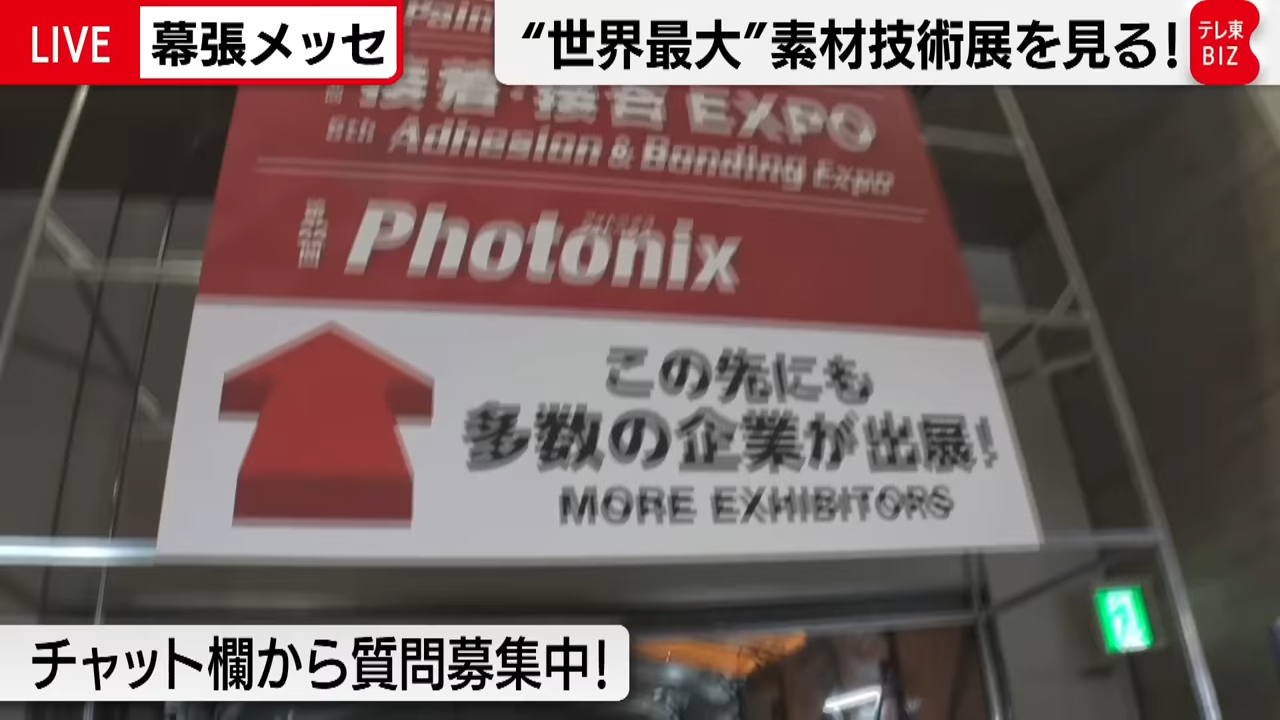 LIVE 幕張メッセ
“世界最大”素材技術展を見る!
テレ東
BIZ
Pain
接着・接合 EXPO
6th Adhesion & Bonding Expo
Photonix
この先にも
多数の企業が出展!
MORE EXHIBITORS
チャット欄から質問募集中!